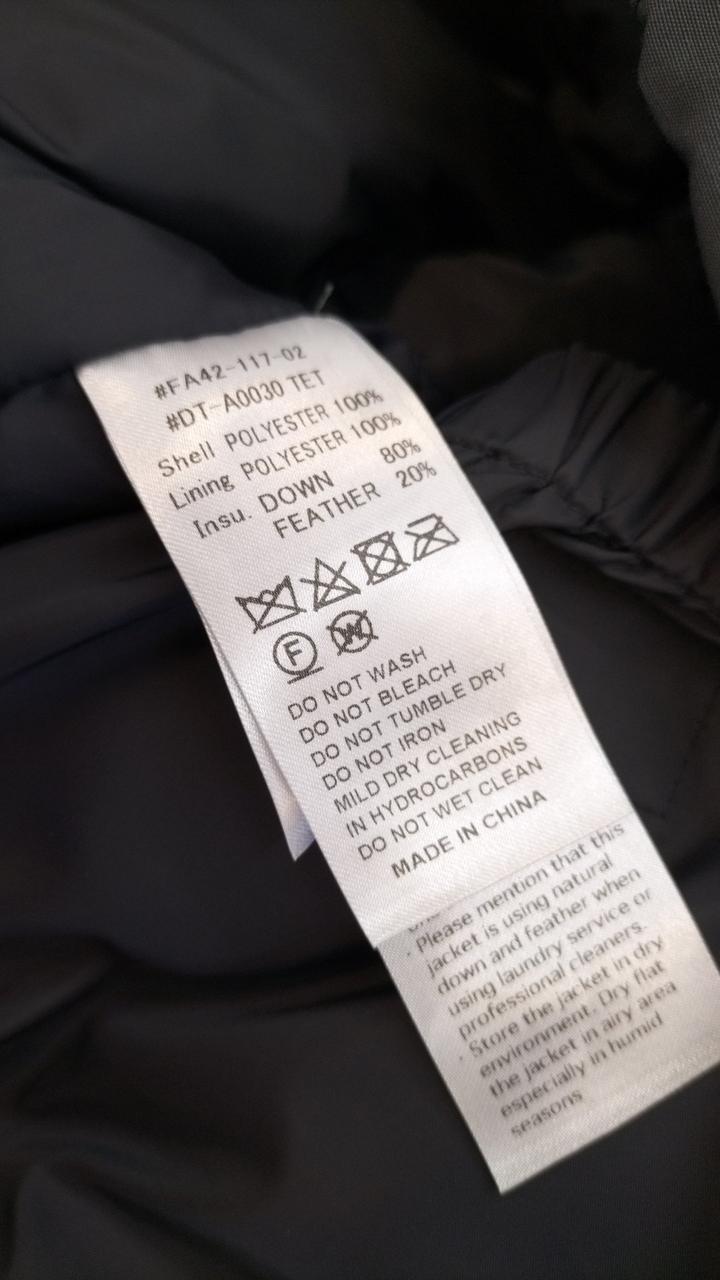 #FA42-117-02
#DT-A0030 TET
Shell POLYESTER 100%
Lining POLYESTER 100%
Insu. DOWN 80%
FEATHER 20%
F W
DO NOT WASH
DO NOT BLEACH
DO NOT TUMBLE DRY
DO NOT IRON
MILD DRY CLEANING
IN HYDROCARBONS
DO NOT WET CLEAN
MADE IN CHINA
· Please mention that this
jacket is using natural
down and feather when
using laundry service or
professional cleaners.
· Store the jacket in dry
environment. Dry flat
the jacket in airy area
especially in humid
seasons